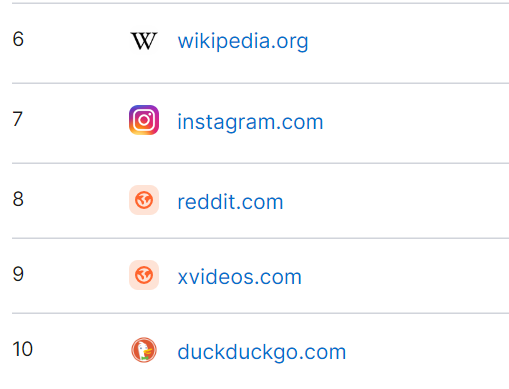 6 wikipedia.org
7 instagram.com
8 reddit.com
9 xvideos.com
10 duckduckgo.com